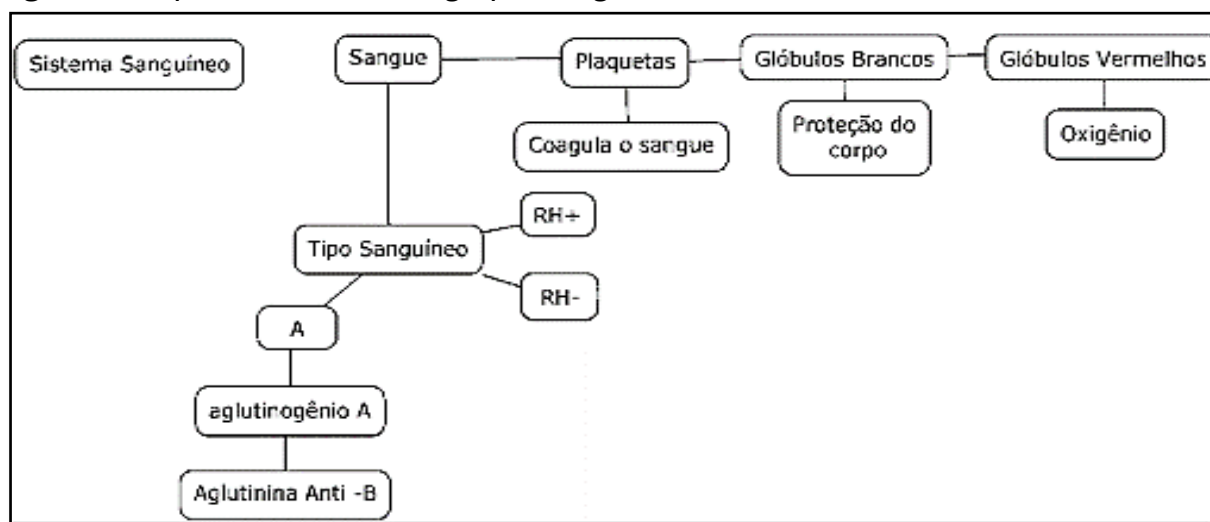 Sistema Sanguíneo
Sangue
Plaquetas
Glóbulos Brancos
Glóbulos Vermelhos
Coagula o sangue
Proteção do
corpo
Oxigênio
RH+
Tipo Sanguíneo
RH-
A
aglutinogênio A
Aglutinina Anti -B